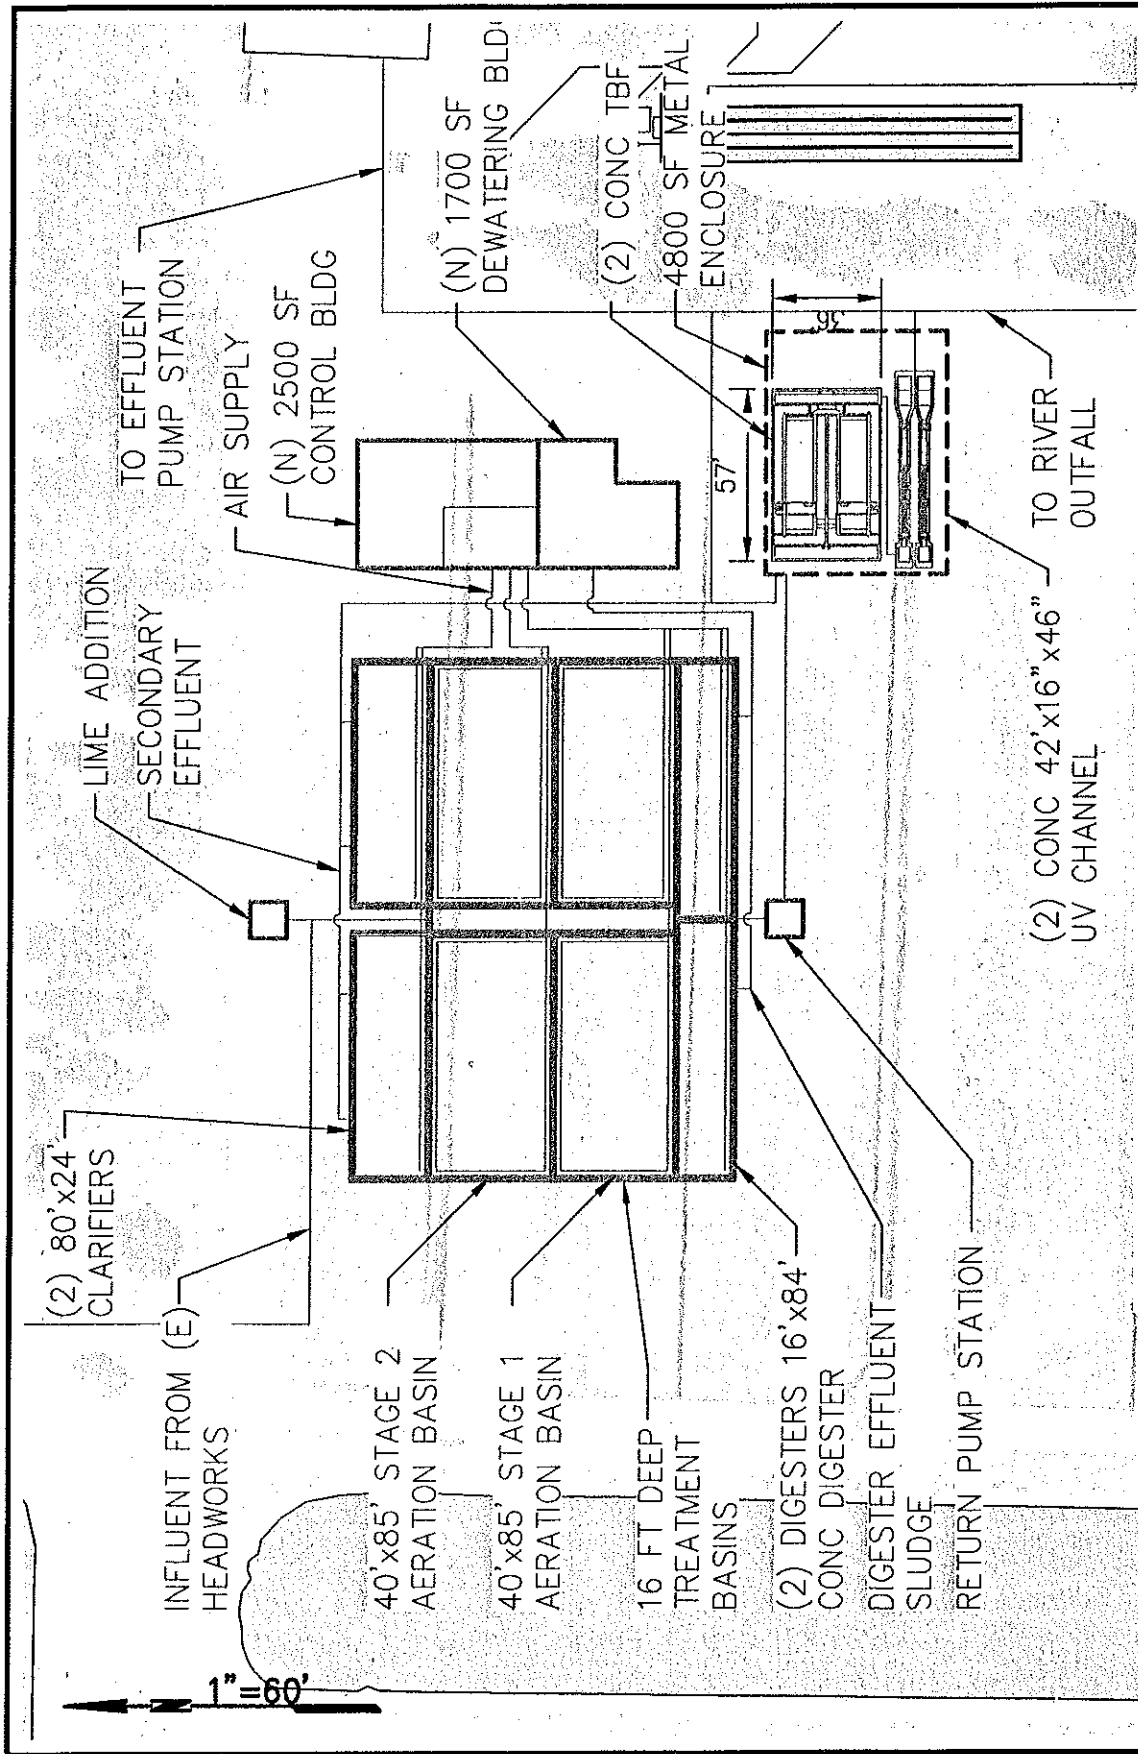 (2) 80'x24'
CLARIFIERS
INFLUENT FROM (E)
HEADWORKS
LIME ADDITION
SECONDARY
EFFLUENT
TO EFFLUENT
PUMP STATION
AIR SUPPLY
(N) 2500 SF
CONTROL BLDG
(N) 1700 SF
DEWATERING
(2) CONC TBF
4800 SF METAL
ENCLOSURE
40'x85' STAGE 2
AERATION BASIN
40'x85' STAGE 1
AERATION BASIN
16 FT DEEP
TREATMENT
BASINS
(2) DIGESTERS 16'x84'
CONC DIGESTER
DIGESTER EFFLUENT
SLUDGE
RETURN PUMP STATION
57'
36'
(2) CONC 42'x16"x46"
UV CHANNEL
TO RIVER
OUTFALL
1"=60'